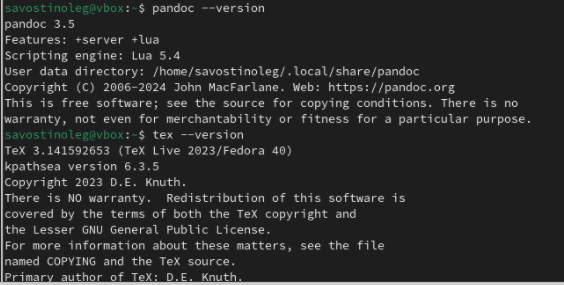 savostinoleg@vbox:~$ pandoc --version
pandoc 3.5
Features: +server +lua
Scripting engine: Lua 5.4
User data directory: /home/savostinoleg/.local/share/pandoc
Copyright (C) 2006-2024 John MacFarlane. Web: https://pandoc.org
This is free software; see the source for copying conditions. There is no
warranty, not even for merchantability or fitness for a particular purpose.
savostinoleg@vbox:~$ tex --version
TeX 3.141592653 (TeX Live 2023/Fedora 40)
kpathsea version 6.3.5
Copyright 2023 D.E. Knuth.
There is NO warranty.  Redistribution of this software is
covered by the terms of both the TeX copyright and
the Lesser GNU General Public License.
For more information about these matters, see the file
named COPYING and the TeX source.
Primary author of TeX: D.E. Knuth.